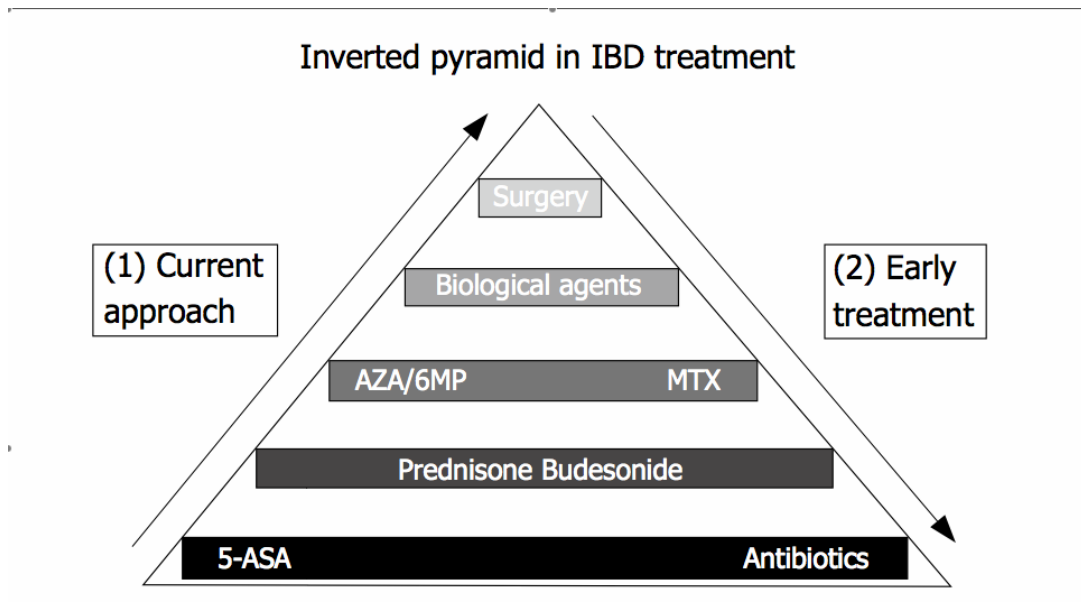 Inverted pyramid in IBD treatment
Surgery
(1) Current
approach
(2) Early
treatment
Biological agents
AZA/6MP MTX
Prednisone Budesonide
5-ASA Antibiotics